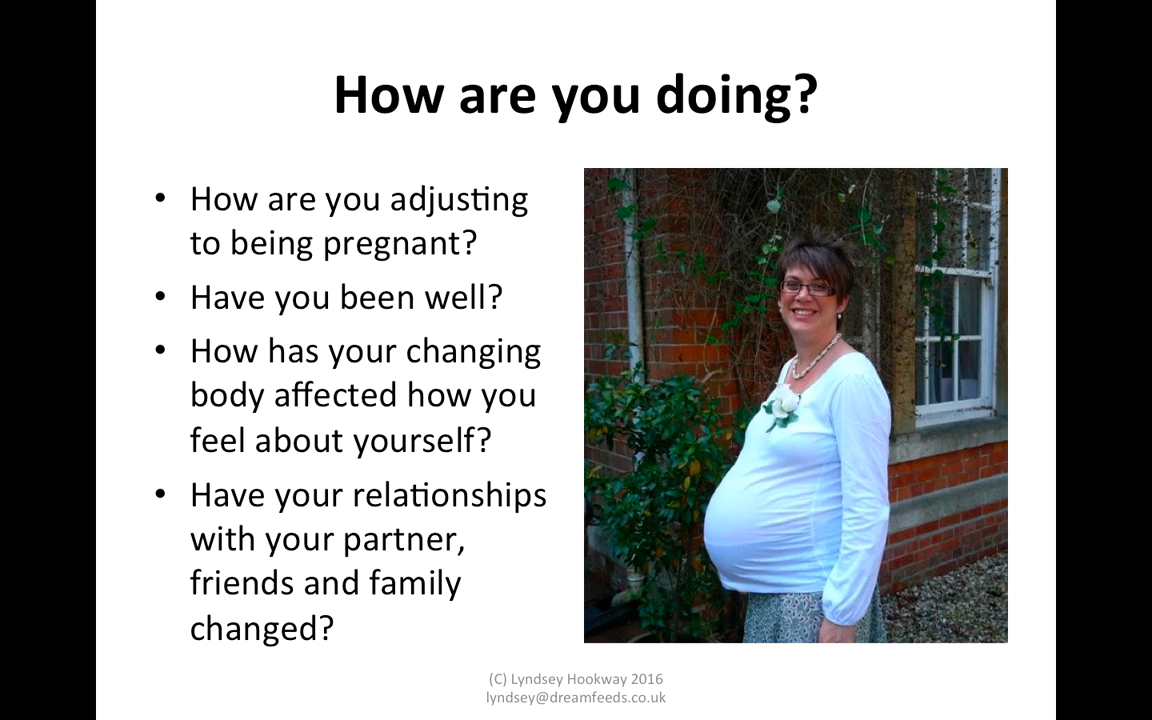 How are you doing?
• How are you adjusting
to being pregnant?
• Have you been well?
• How has your changing
body affected how you
feel about yourself?
• Have your relationships
with your partner,
friends and family
changed?
(C) Lyndsey Hookway 2016
lyndsey@dreamfeeds.co.uk